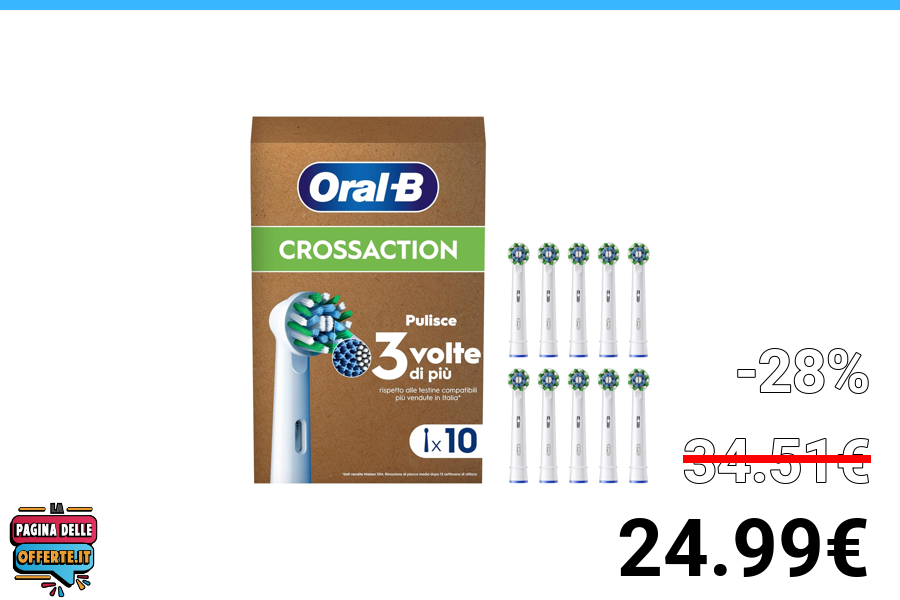 Oral-B
CROSSACTION
Pulisce
3 volte
di più
rispetto alle testine compatibili
più vendute in Italia*
x10
-28%
34.51€
24.99€
LA
PAGINA DELLE
OFFERTE.IT